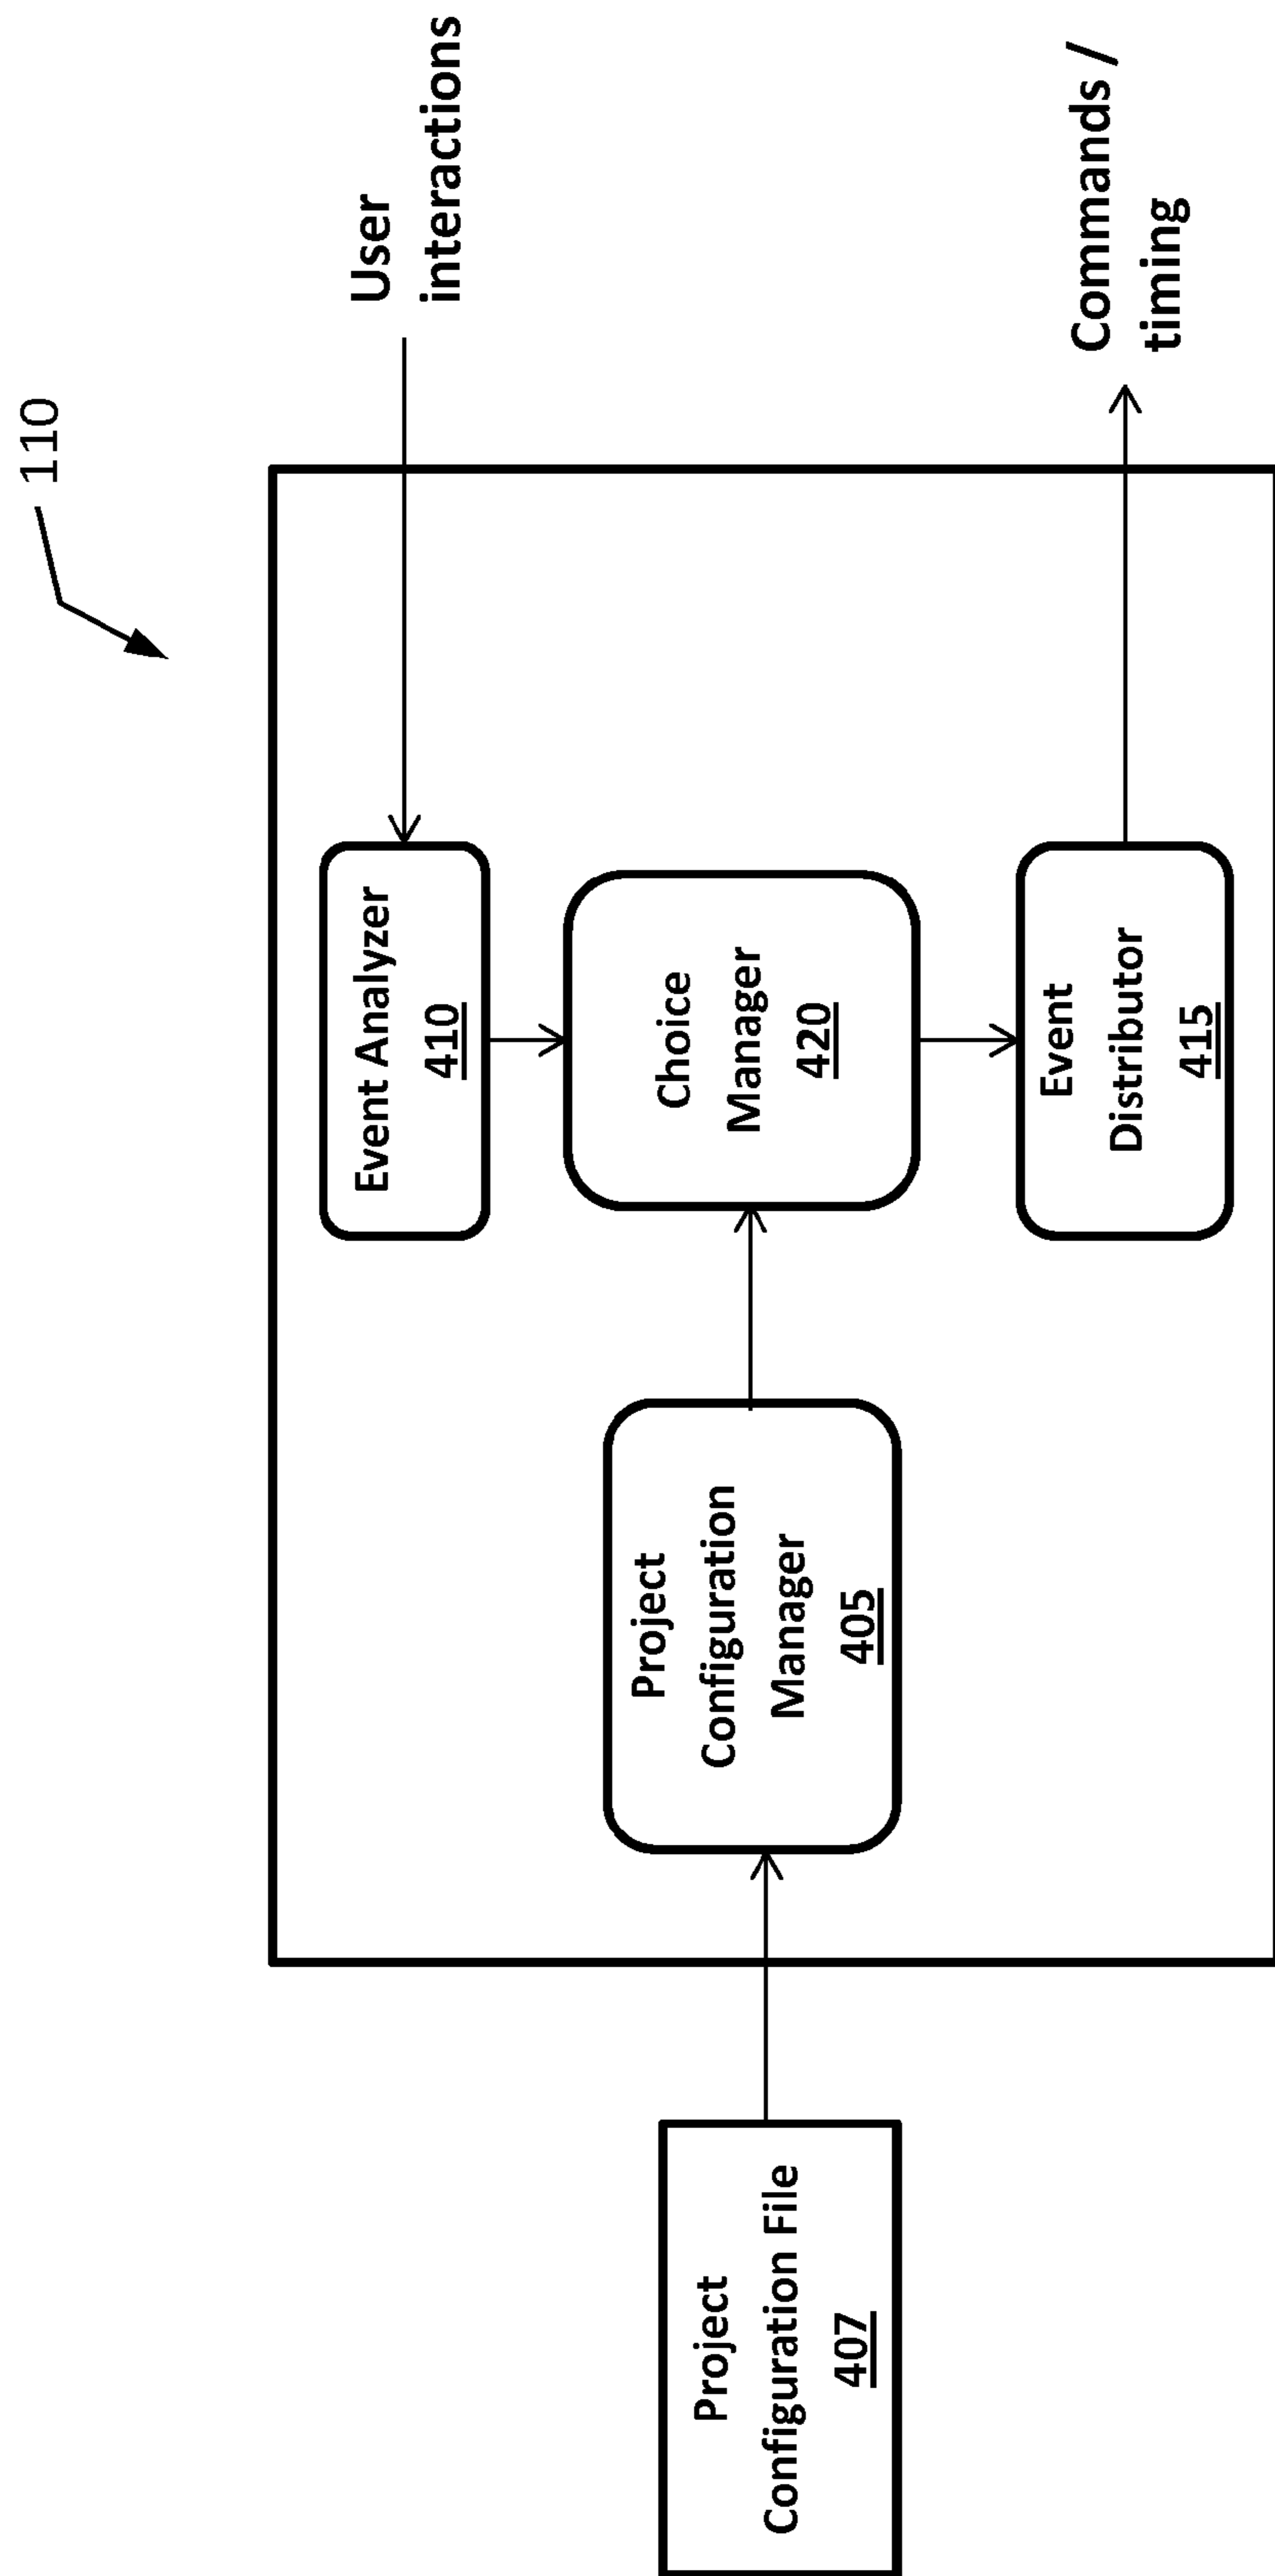 110
User
interactions
Event Analyzer
410
Project
Configuration File
407
Project
Configuration
Manager
405
Choice
Manager
420
Event
Distributor
415
Commands /
timing